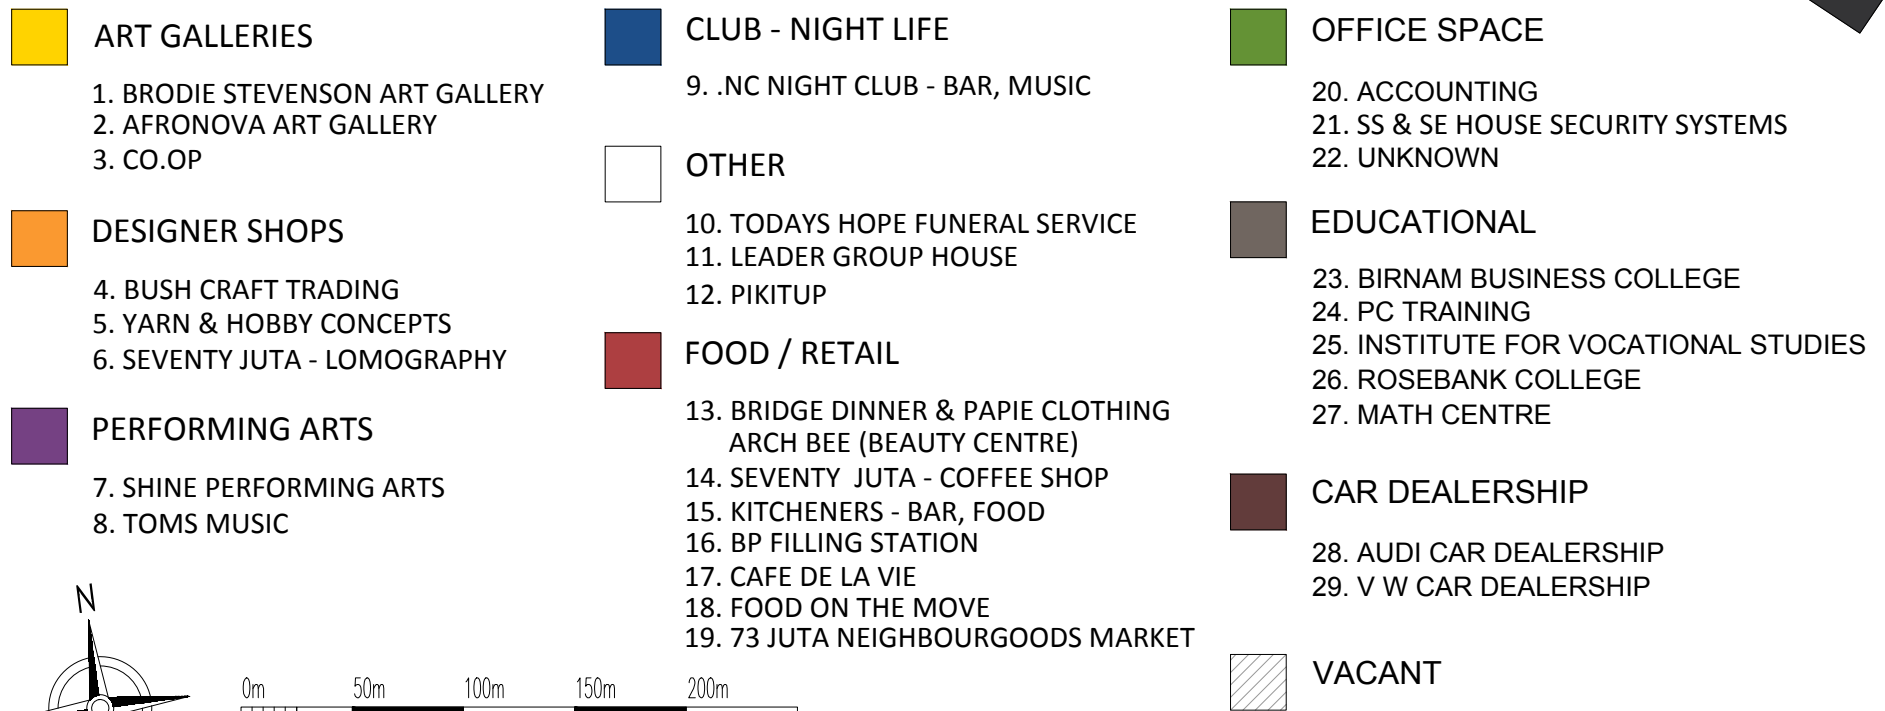 ART GALLERIES
1. BRODIE STEVENSON ART GALLERY
2. AFRONOVA ART GALLERY
3. CO.OP
DESIGNER SHOPS
4. BUSH CRAFT TRADING
5. YARN & HOBBY CONCEPTS
6. SEVENTY JUTA - LOMOGRAPHY
PERFORMING ARTS
7. SHINE PERFORMING ARTS
8. TOMS MUSIC
N
0m 50m 100m 150m 200m
CLUB - NIGHT LIFE
9. .NC NIGHT CLUB - BAR, MUSIC
OTHER
10. TODAYS HOPE FUNERAL SERVICE
11. LEADER GROUP HOUSE
12. PIKITUP
FOOD / RETAIL
13. BRIDGE DINNER & PAPIE CLOTHING
ARCH BEE (BEAUTY CENTRE)
14. SEVENTY JUTA - COFFEE SHOP
15. KITCHENERS - BAR, FOOD
16. BP FILLING STATION
17. CAFE DE LA VIE
18. FOOD ON THE MOVE
19. 73 JUTA NEIGHBOURGOODS MARKET
OFFICE SPACE
20. ACCOUNTING
21. SS & SE HOUSE SECURITY SYSTEMS
22. UNKNOWN
EDUCATIONAL
23. BIRNAM BUSINESS COLLEGE
24. PC TRAINING
25. INSTITUTE FOR VOCATIONAL STUDIES
26. ROSEBANK COLLEGE
27. MATH CENTRE
CAR DEALERSHIP
28. AUDI CAR DEALERSHIP
29. V W CAR DEALERSHIP
VACANT